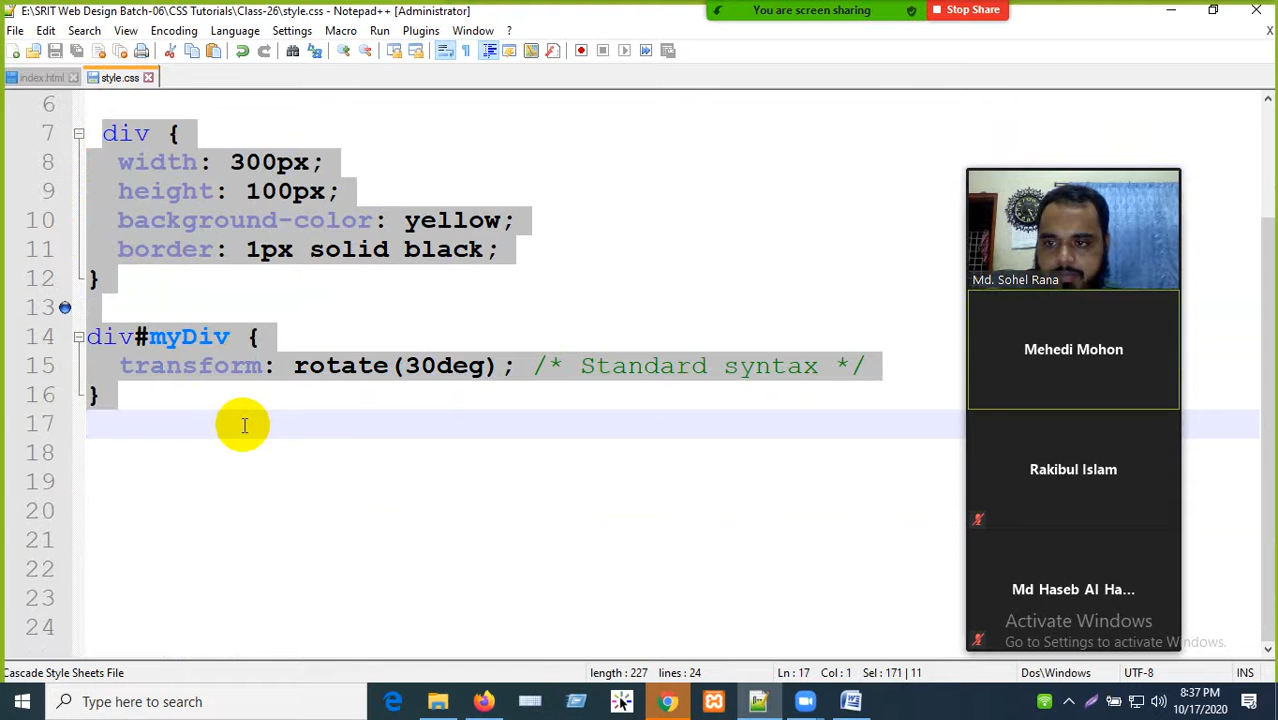 E:\SRIT Web Design Batch-06\CSS Tutorials\Class-26\style.css - Notepad++ [Administrator]
You are screen sharing
Stop Share
File Edit Search View Encoding Language Settings Macro Run Plugins Window ?
index.html style.css
6
7 div {
8 width: 300px;
9 height: 100px;
10 background-color: yellow;
11 border: 1px solid black;
12 }
13
14 div#myDiv {
15 transform: rotate(30deg); /* Standard syntax */
16 }
17
18
19
20
21
22
23
24
Md. Sohel Rana
Mehedi Mohon
Rakibul Islam
Md Haseb Al Ha...
Activate Windows
Go to Settings to activate Windows.
Cascade Style Sheets File length : 227 lines : 24 Ln : 17 Col : 1 Sel : 171 | 11 Dos\Windows UTF-8 INS
Type here to search
8:37 PM
10/17/2020